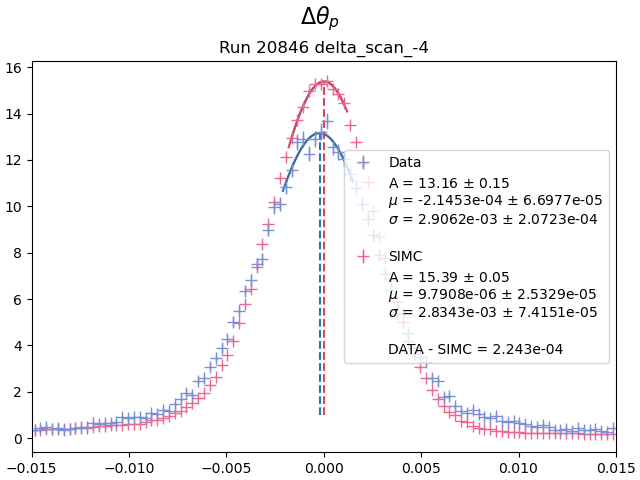 Δθp
Run 20846 delta_scan_-4
16
14
12
10
8
6
4
2
0
Data
A = 13.16 ± 0.15
μ = -2.1453e-04 ± 6.6977e-05
σ = 2.9062e-03 ± 2.0723e-04
SIMC
A = 15.39 ± 0.05
μ = 9.7908e-06 ± 2.5329e-05
σ = 2.8343e-03 ± 7.4151e-05
DATA - SIMC = 2.243e-04
−0.015 −0.010 −0.005 0.000 0.005 0.010 0.015